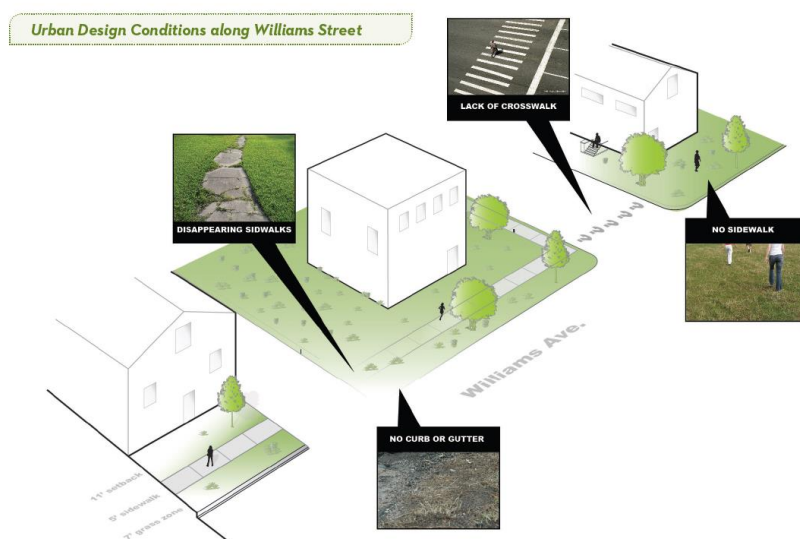 Urban Design Conditions along Williams Street
LACK OF CROSSWALK
DISAPPEARING SIDWALKS
NO SIDEWALK
Williams Ave.
NO CURB OR GUTTER
11' setback
5' sidewalk
7' grass zone